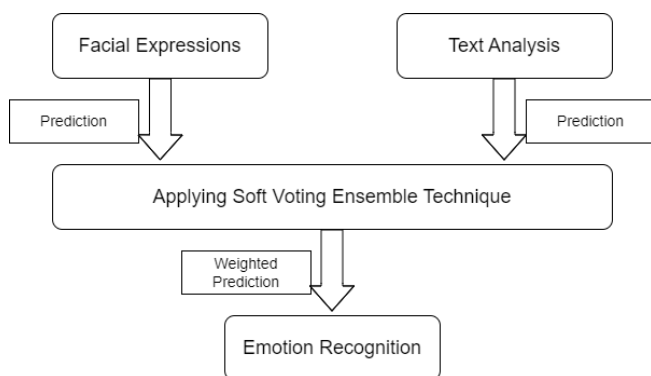 Facial Expressions
Text Analysis
Prediction
Prediction
Applying Soft Voting Ensemble Technique
Weighted
Prediction
Emotion Recognition